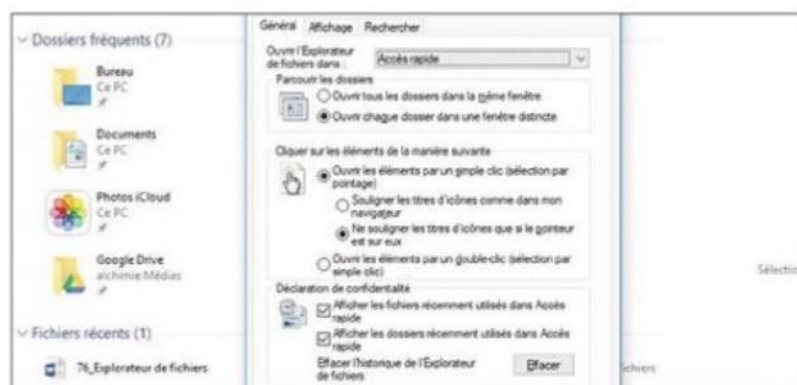 Dossiers fréquents (7)
Bureau
Ce PC
Documents
Ce PC
Photos iCloud
Ce PC
Google Drive
alchimie Médias
Fichiers récents (1)
76_Explorateur de fichiers
Général Affichage Rechercher
Ouvrir l'Explorateur
de fichiers dans :
Accès rapide
Parcourir les dossiers
Ouvrir tous les dossiers dans la même fenêtre
Ouvrir chaque dossier dans une fenêtre distincte
Cliquer sur les éléments de la manière suivante
Ouvrir les éléments par un simple clic (sélection par
pointage)
Souligner les titres d'icônes comme dans mon
navigateur
Ne souligner les titres d'icônes que si le pointeur
est sur eux
Ouvrir les éléments par un double-clic (sélection par
simple clic)
Déclaration de confidentialité
Afficher les fichiers récemment utilisés dans Accès
rapide
Afficher les dossiers récemment utilisés dans Accès
rapide
Effacer l'historique de l'Explorateur
de fichiers
Effacer